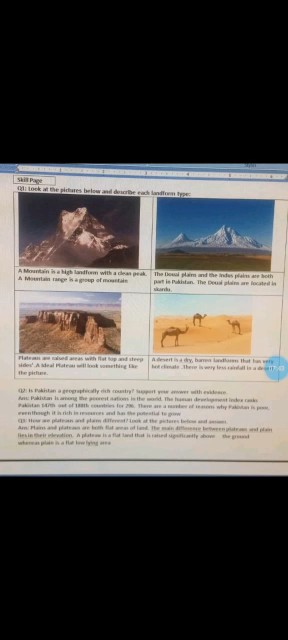 Skill Page
Q1: Look at the pictures below and describe each landform type:
A Mountain is a high landform with a clean peak.
A Mountain range is a group of mountain
The Dosai plains and the Indus plains are both
part in Pakistan. The Dosai plains are located in
skardu.
Plateaus are raised areas with flat top and steep
sides'.A ideal Plateau will look something like
the picture.
A desert is a dry, barren landforms that has very
hot climate .There is very less rainfall in a desert
Q2: Is Pakistan a geographically rich country? Support your answer with evidence.
Ans: Pakistan is among the poorest nations in the world. The human development index ranks
Pakistan 147th out of 188th countries for 296. There are a number of reasons why Pakistan is poor,
eventhough it is rich in resources and has the potential to grow
Q3: How are plateaus and plains different? Look at the pictures below and answer.
Ans: Plains and plateaus are both flat areas of land. The main difference between plateaus and plain
lies in their elevation. A plateau is a flat land that is raised significantly above the ground
whereas plain is a flat low lying area